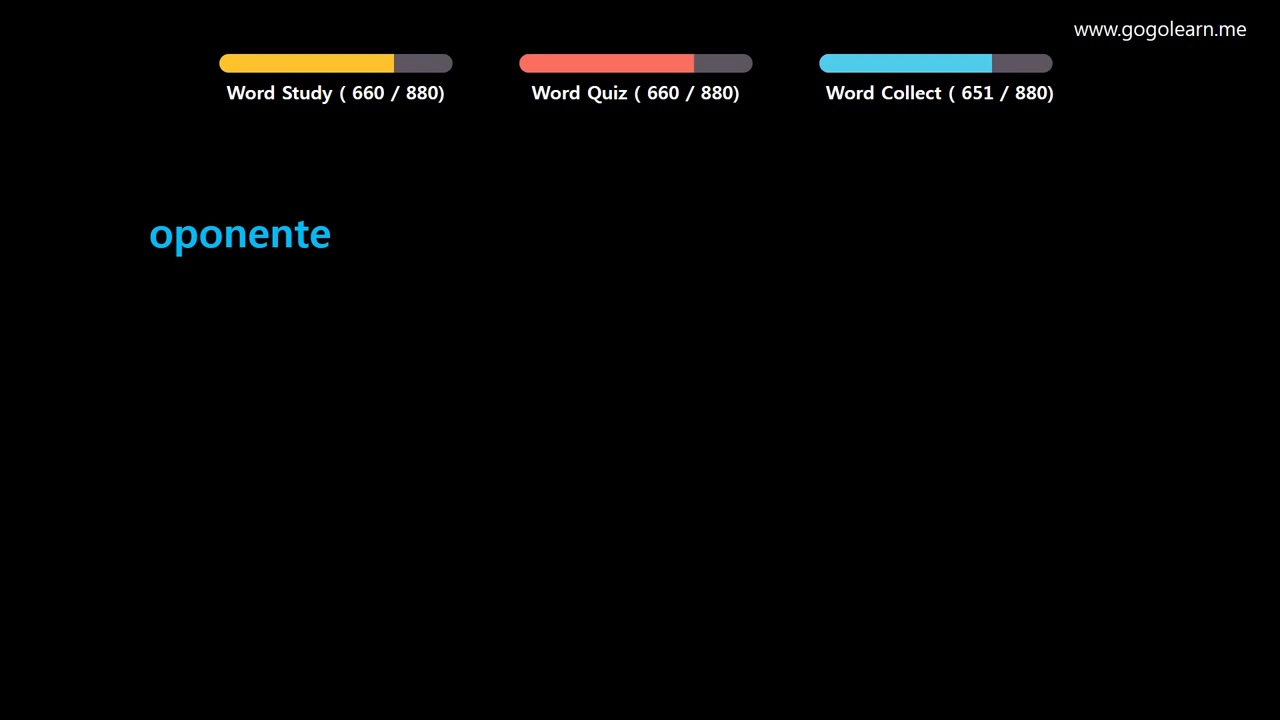 www.gogolearn.me
Word Study ( 660 / 880)
Word Quiz ( 660 / 880)
Word Collect ( 651 / 880)
oponente